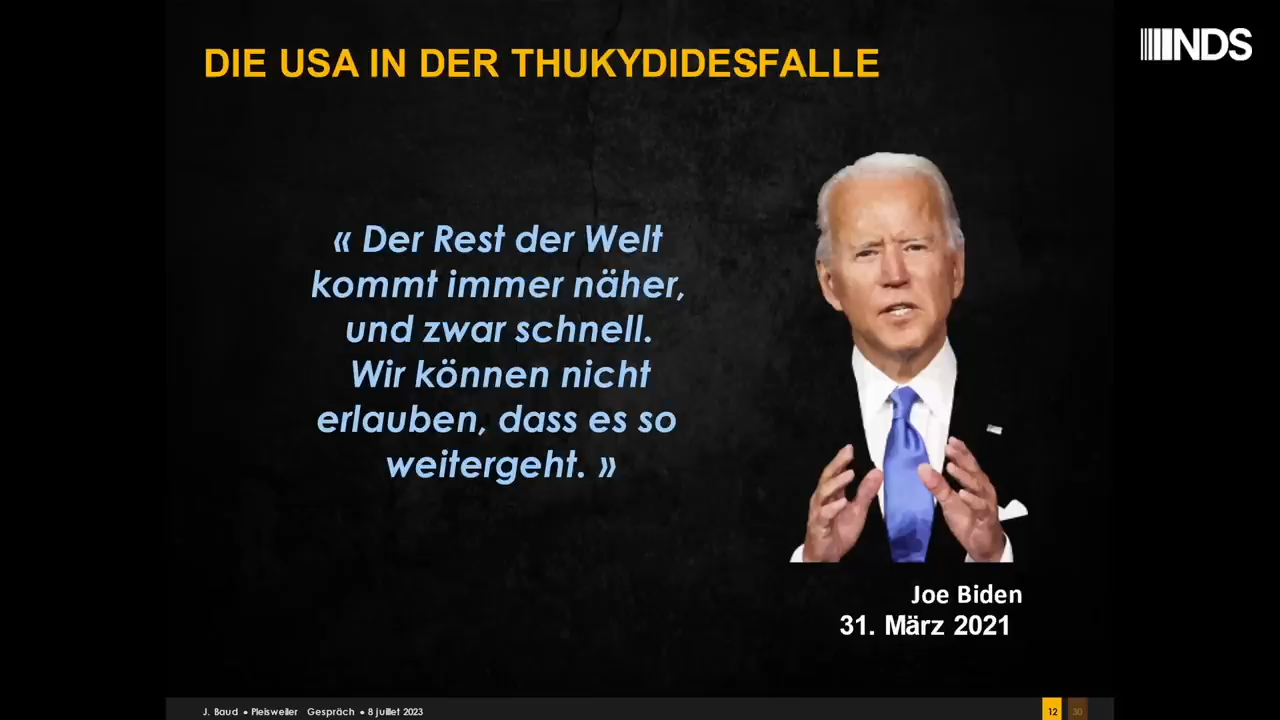 DIE USA IN DER THUKYDIDESFALLE
NDS
« Der Rest der Welt
kommt immer näher,
und zwar schnell.
Wir können nicht
erlauben, dass es so
weitergeht. »
Joe Biden
31. März 2021
J. Baud • Pleisweiler Gespräch • 8 juillet 2023
12
30